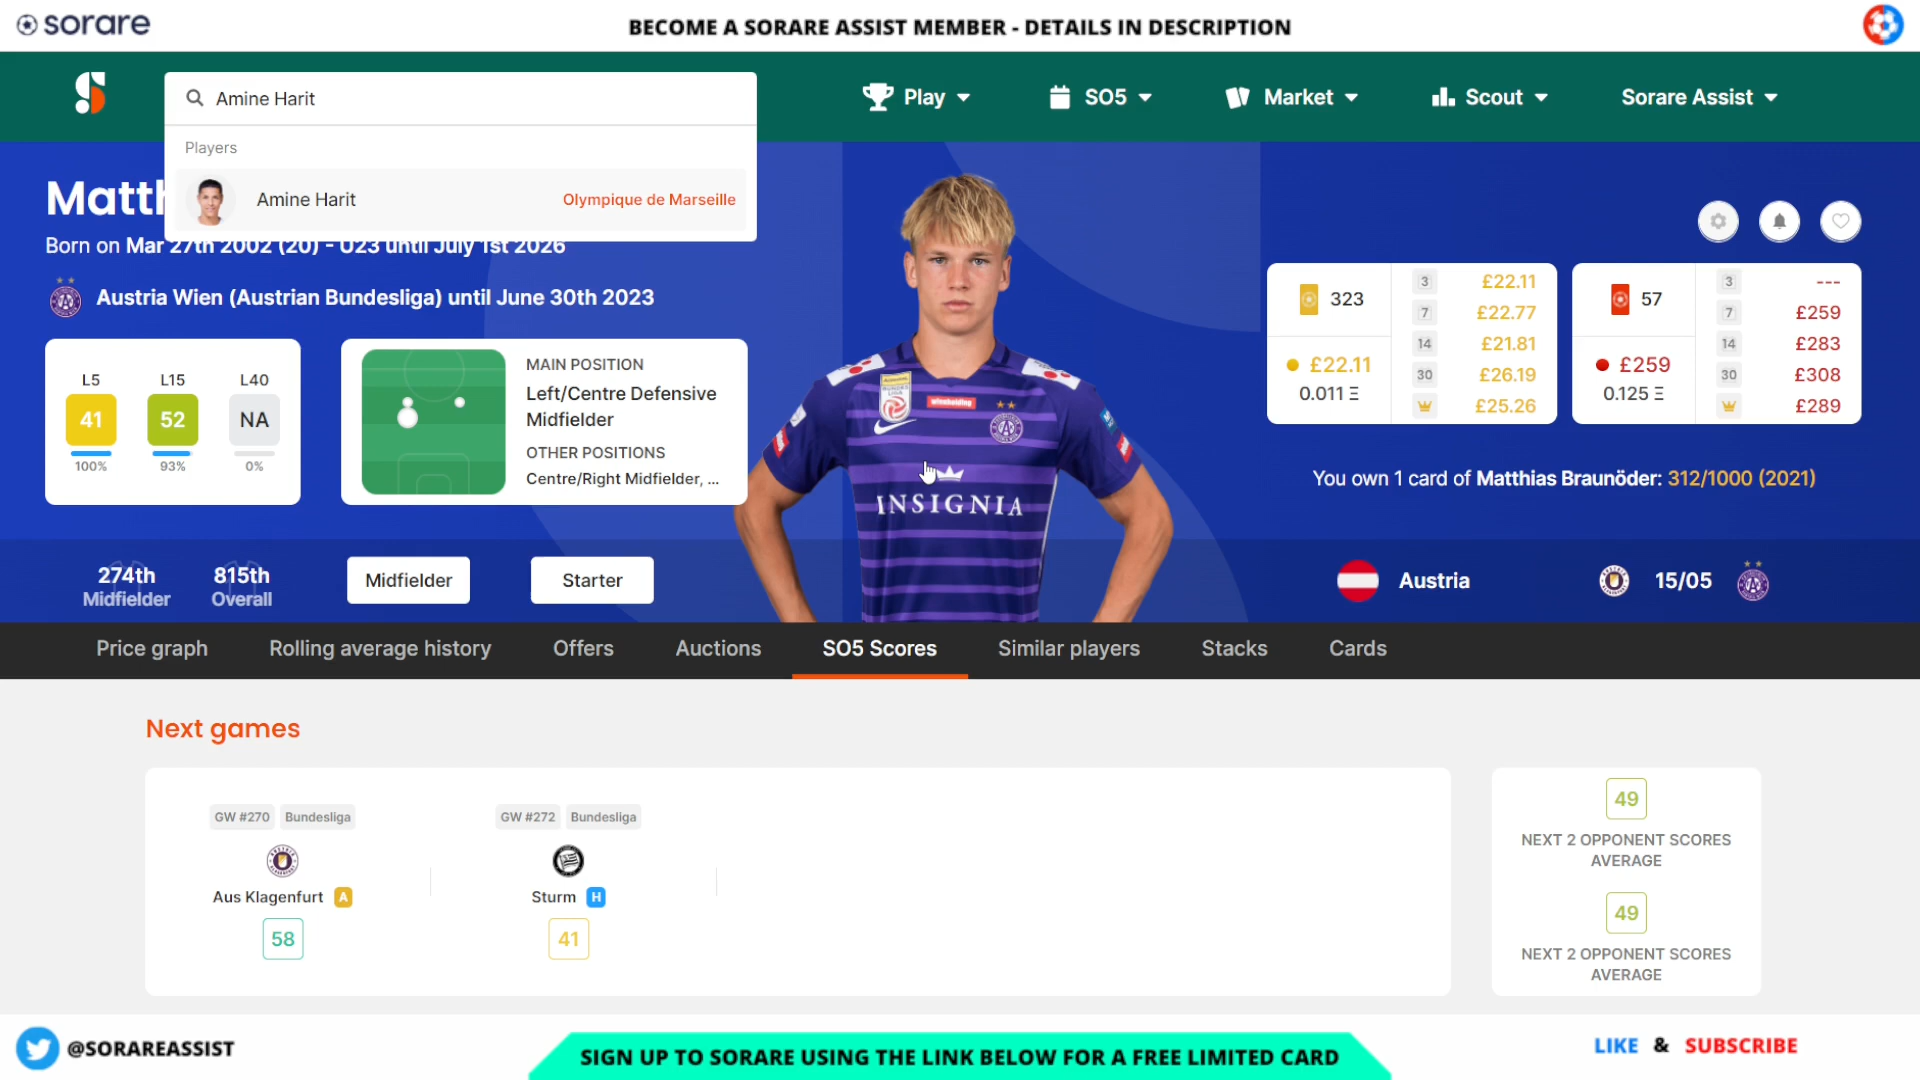 sorare
BECOME A SORARE ASSIST MEMBER - DETAILS IN DESCRIPTION
Amine Harit
Play
SO5
Market
Scout
Sorare Assist
Players
Amine Harit
Olympique de Marseille
Matth
Born on Mar 27th 2002 (20) - U23 until July 1st 2026
Austria Wien (Austrian Bundesliga) until June 30th 2023
L5
L15
L40
41
52
NA
100%
93%
0%
MAIN POSITION
Left/Centre Defensive
Midfielder
OTHER POSITIONS
Centre/Right Midfielder, ...
wienholding
INSIGNIA
323
£22.11
0.011 Ξ
3 £22.11
7 £22.77
14 £21.81
30 £26.19
£25.26
57
£259
0.125 Ξ
3 ---
7 £259
14 £283
30 £308
£289
You own 1 card of Matthias Braunöder: 312/1000 (2021)
274th
Midfielder
815th
Overall
Midfielder
Starter
Austria
15/05
Price graph
Rolling average history
Offers
Auctions
SO5 Scores
Similar players
Stacks
Cards
Next games
GW #270 Bundesliga
Aus Klagenfurt A
58
GW #272 Bundesliga
Sturm H
41
49
NEXT 2 OPPONENT SCORES
AVERAGE
49
NEXT 2 OPPONENT SCORES
AVERAGE
@SORAREASSIST
SIGN UP TO SORARE USING THE LINK BELOW FOR A FREE LIMITED CARD
LIKE & SUBSCRIBE